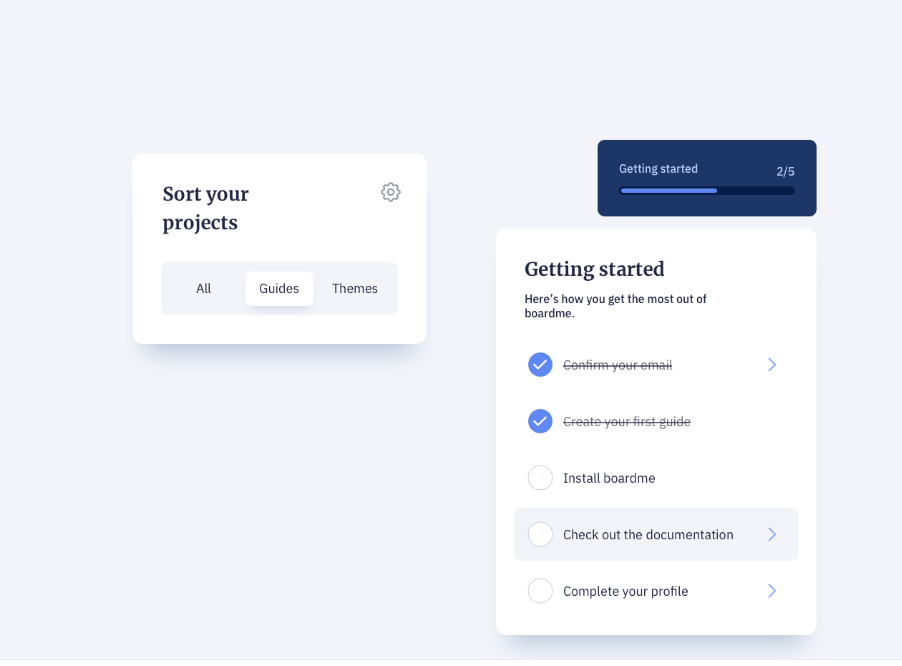 Sort your
projects
All Guides Themes
Getting started 2/5
Getting started
Here's how you get the most out of
boardme.
Confirm your email
Create your first guide
Install boardme
Check out the documentation
Complete your profile